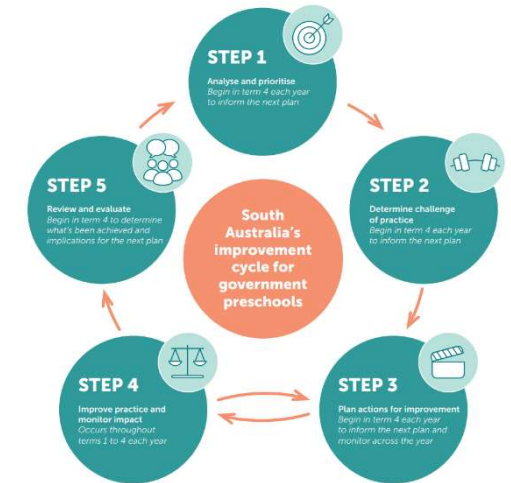 STEP 1
Analyse and prioritise
Begin in term 4 each year
to inform the next plan
STEP 2
Determine challenge
of practice
Begin in term 4 each year
to inform the next plan
STEP 3
Plan actions for improvement
Begin in term 4 each year
to inform the next plan and
monitor across the year
STEP 4
Improve practice and
monitor impact
Occurs throughout
terms 1 to 4 each year
STEP 5
Review and evaluate
Begin in term 4 to determine
what's been achieved and
implications for the next plan
South
Australia's
improvement
cycle for
government
preschools